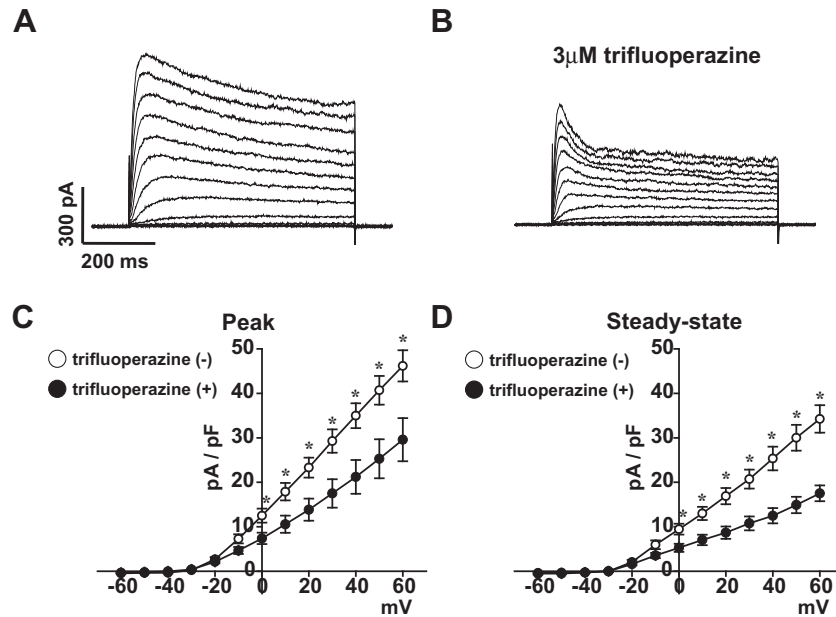 A
B
3μM trifluoperazine
300 pA
200 ms
C
Peak
trifluoperazine (-)
trifluoperazine (+)
pA / pF
50
40
30
20
10
0
-60 -40 -20 0 20 40 60
mV
* * * * * * *
D
Steady-state
trifluoperazine (-)
trifluoperazine (+)
pA / pF
50
40
30
20
10
0
-60 -40 -20 0 20 40 60
mV
* * * * * * *